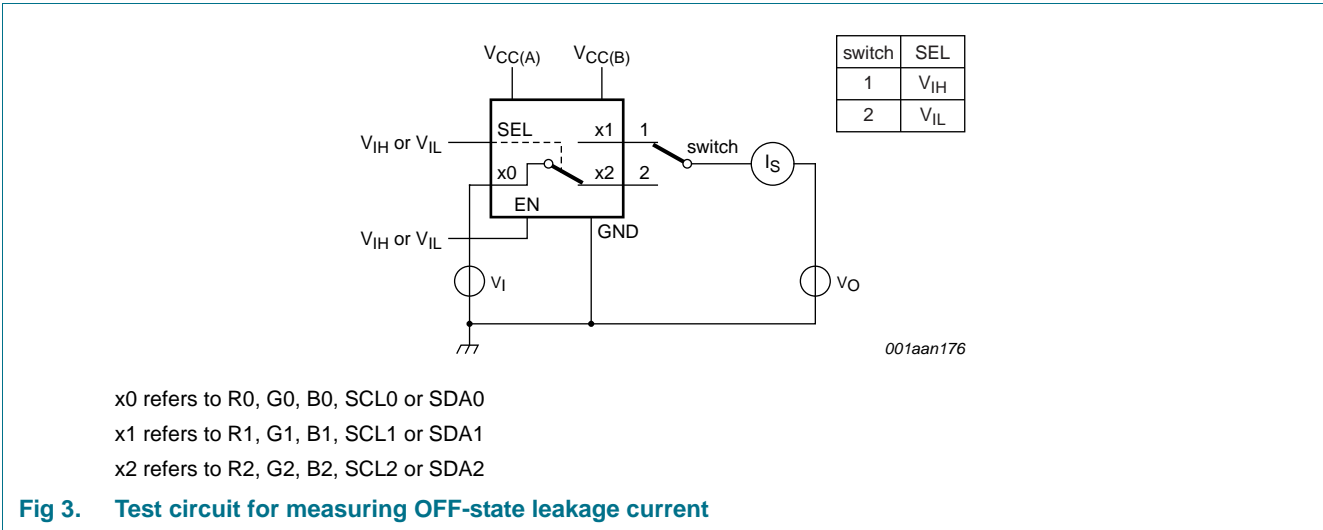 VCC(A) VCC(B)
switch SEL
1 VIH
2 VIL
SEL x1 1
VIH or VIL
switch
IS
x0 x2 2
EN
GND
VIH or VIL
VI
VO
001aan176
x0 refers to R0, G0, B0, SCL0 or SDA0
x1 refers to R1, G1, B1, SCL1 or SDA1
x2 refers to R2, G2, B2, SCL2 or SDA2
Fig 3. Test circuit for measuring OFF-state leakage current